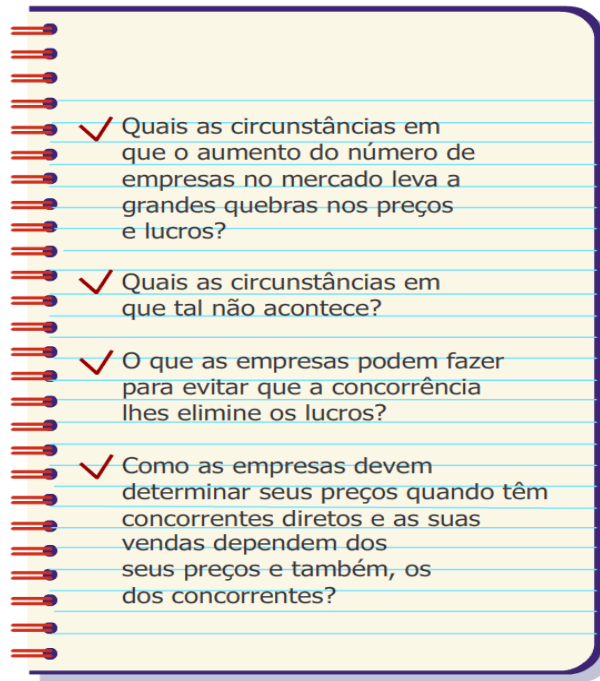 Quais as circunstâncias em
que o aumento do número de
empresas no mercado leva a
grandes quebras nos preços
e lucros?
Quais as circunstâncias em
que tal não acontece?
O que as empresas podem fazer
para evitar que a concorrência
lhes elimine os lucros?
Como as empresas devem
determinar seus preços quando têm
concorrentes diretos e as suas
vendas dependem dos
seus preços e também, os
dos concorrentes?